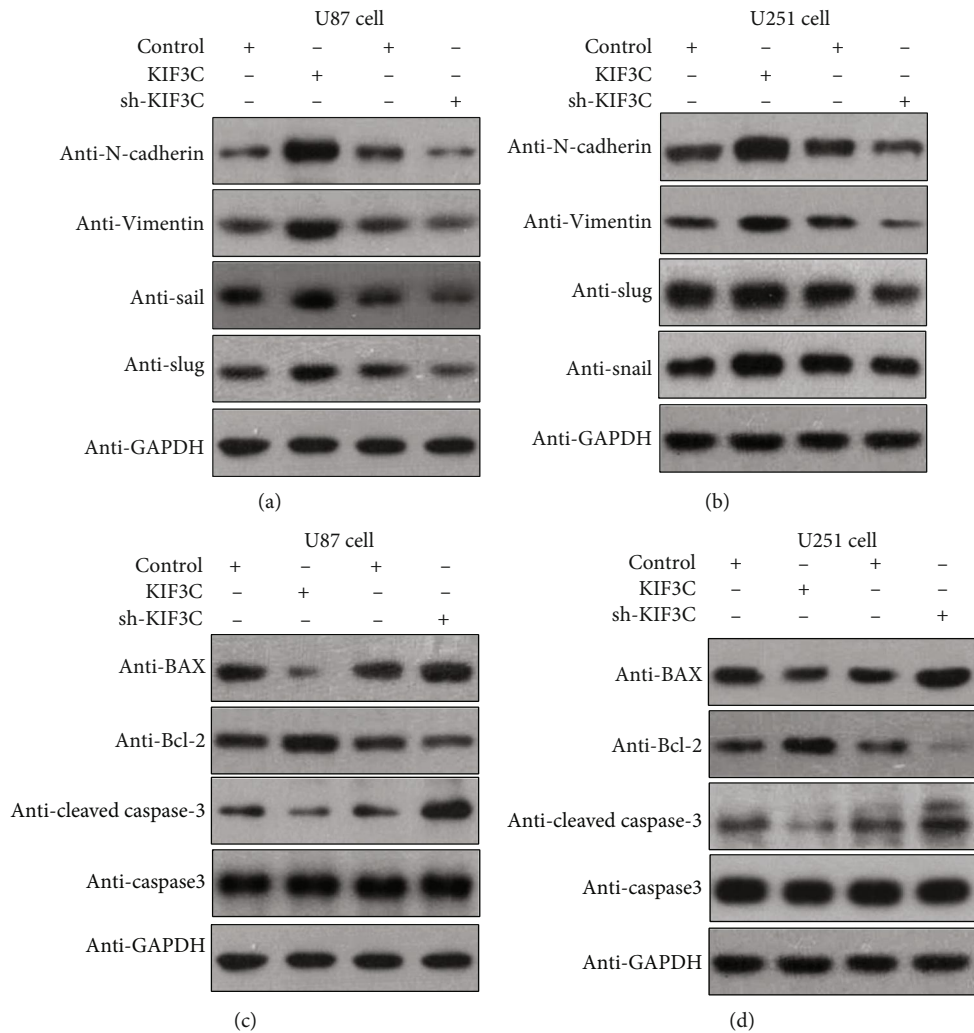 U87 cell
Control + – + –
KIF3C – + – –
sh-KIF3C – – – +
Anti-N-cadherin
Anti-Vimentin
Anti-sail
Anti-slug
Anti-GAPDH
(a)
U251 cell
Control + – + –
KIF3C – + – –
sh-KIF3C – – – +
Anti-N-cadherin
Anti-Vimentin
Anti-slug
Anti-snail
Anti-GAPDH
(b)
U87 cell
Control + – + –
KIF3C – + – –
sh-KIF3C – – – +
Anti-BAX
Anti-Bcl-2
Anti-cleaved caspase-3
Anti-caspase3
Anti-GAPDH
(c)
U251 cell
Control + – + –
KIF3C – + – –
sh-KIF3C – – – +
Anti-BAX
Anti-Bcl-2
Anti-cleaved caspase-3
Anti-caspase3
Anti-GAPDH
(d)